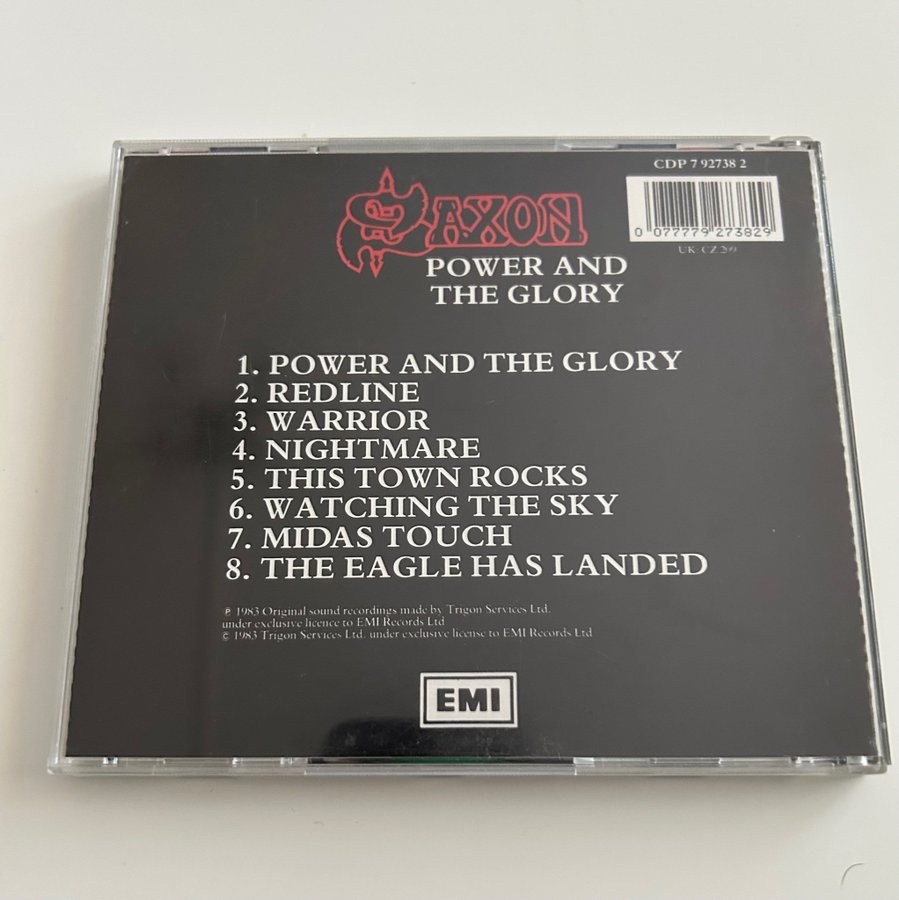 CDP 7 92738 2
SAXON
0 077779 273829
UK: CZ 299
POWER AND
THE GLORY
1. POWER AND THE GLORY
2. REDLINE
3. WARRIOR
4. NIGHTMARE
5. THIS TOWN ROCKS
6. WATCHING THE SKY
7. MIDAS TOUCH
8. THE EAGLE HAS LANDED
℗ 1983 Original sound recordings made by Trigon Services Ltd.
under exclusive licence to EMI Records Ltd
© 1983 Trigon Services Ltd. under exclusive license to EMI Records Ltd
EMI